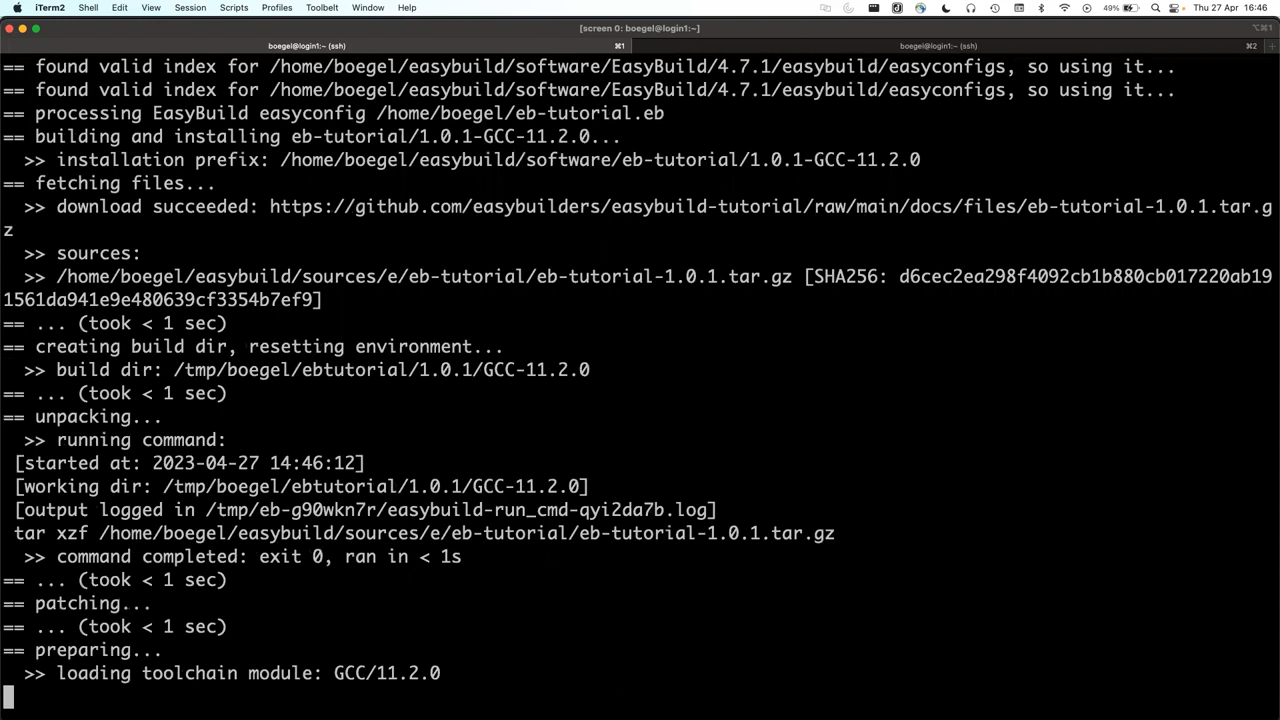 iTerm2 Shell Edit View Session Scripts Profiles Toolbelt Window Help 49% Thu 27 Apr 16:46
[screen 0: boegel@login1:~] ⌥⌘1
boegel@login1:~ (ssh) ⌘1 boegel@login1:~ (ssh) ⌘2
== found valid index for /home/boegel/easybuild/software/EasyBuild/4.7.1/easybuild/easyconfigs, so using it...
== found valid index for /home/boegel/easybuild/software/EasyBuild/4.7.1/easybuild/easyconfigs, so using it...
== processing EasyBuild easyconfig /home/boegel/eb-tutorial.eb
== building and installing eb-tutorial/1.0.1-GCC-11.2.0...
  >> installation prefix: /home/boegel/easybuild/software/eb-tutorial/1.0.1-GCC-11.2.0
== fetching files...
  >> download succeeded: https://github.com/easybuilders/easybuild-tutorial/raw/main/docs/files/eb-tutorial-1.0.1.tar.g
z
  >> sources:
  >> /home/boegel/easybuild/sources/e/eb-tutorial/eb-tutorial-1.0.1.tar.gz [SHA256: d6cec2ea298f4092cb1b880cb017220ab19
1561da941e9e480639cf3354b7ef9]
== ... (took < 1 sec)
== creating build dir, resetting environment...
  >> build dir: /tmp/boegel/ebtutorial/1.0.1/GCC-11.2.0
== ... (took < 1 sec)
== unpacking...
  >> running command:
 [started at: 2023-04-27 14:46:12]
 [working dir: /tmp/boegel/ebtutorial/1.0.1/GCC-11.2.0]
 [output logged in /tmp/eb-g90wkn7r/easybuild-run_cmd-qyi2da7b.log]
 tar xzf /home/boegel/easybuild/sources/e/eb-tutorial/eb-tutorial-1.0.1.tar.gz
  >> command completed: exit 0, ran in < 1s
== ... (took < 1 sec)
== patching...
== ... (took < 1 sec)
== preparing...
  >> loading toolchain module: GCC/11.2.0